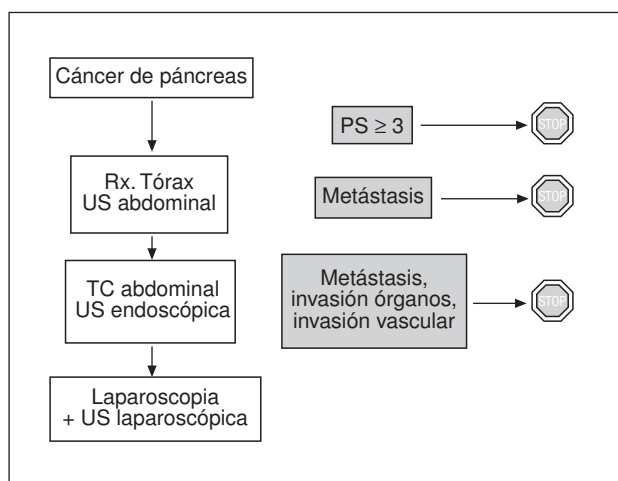 Cáncer de páncreas
PS ≥ 3
STOP
Rx. Tórax
US abdominal
Metástasis
STOP
TC abdominal
US endoscópica
Metástasis,
invasión órganos,
invasión vascular
STOP
Laparoscopia
+ US laparoscópica